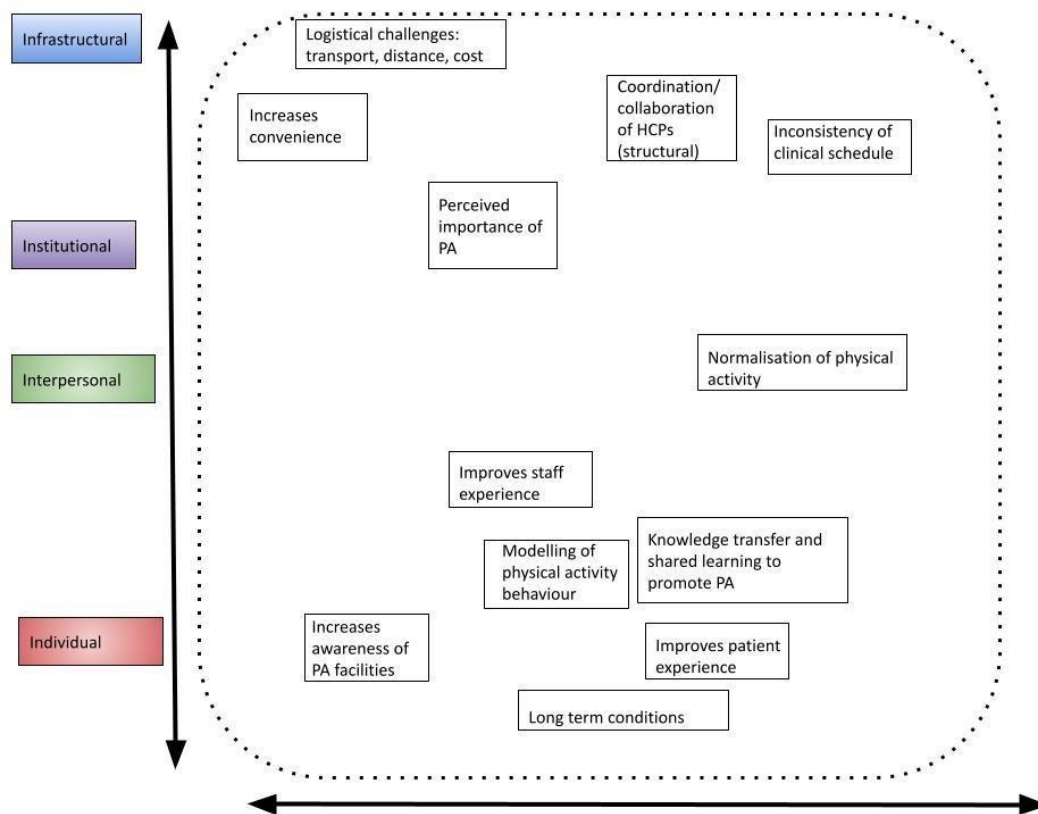 Infrastructural
Logistical challenges:
transport, distance, cost
Increases
convenience
Coordination/
collaboration
of HCPs
(structural)
Inconsistency of
clinical schedule
Perceived
importance of
PA
Institutional
Normalisation of physical
activity
Interpersonal
Improves staff
experience
Modelling of
physical activity
behaviour
Knowledge transfer and
shared learning to
promote PA
Individual
Increases
awareness of
PA facilities
Improves patient
experience
Long term conditions